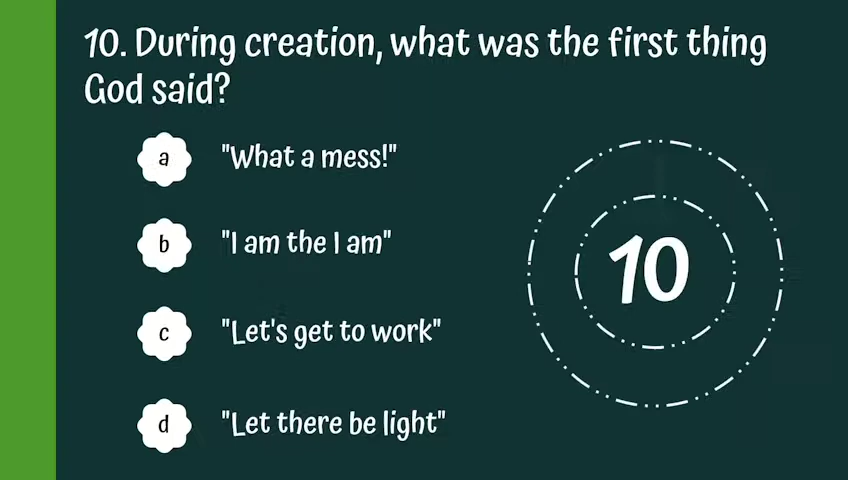 10. During creation, what was the first thing
God said?
a "What a mess!"
b "I am the I am"
c "Let's get to work"
d "Let there be light"
10